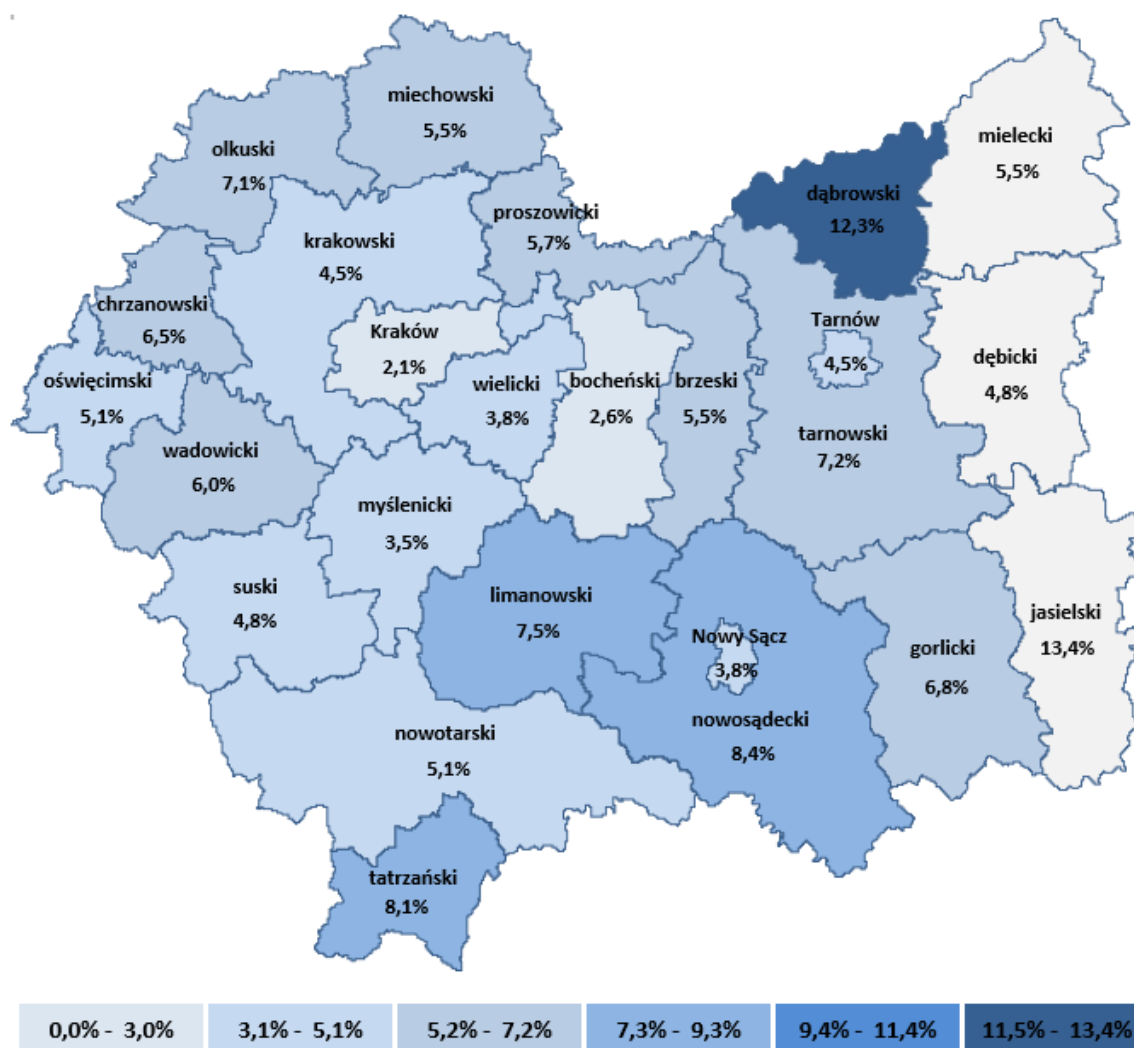 miechowski
5,5%
mielecki
5,5%
olkuski
7,1%
dąbrowski
12,3%
proszowicki
5,7%
krakowski
4,5%
chrzanowski
6,5%
Tarnów
4,5%
Kraków
2,1%
dębicki
4,8%
oświęcimski
5,1%
wielicki
3,8%
bocheński
2,6%
brzeski
5,5%
tarnowski
7,2%
wadowicki
6,0%
myślenicki
3,5%
suski
4,8%
limanowski
7,5%
jasielski
13,4%
Nowy Sącz
3,8%
gorlicki
6,8%
nowosądecki
8,4%
nowotarski
5,1%
tatrzański
8,1%
0,0% - 3,0% 3,1% - 5,1% 5,2% - 7,2% 7,3% - 9,3% 9,4% - 11,4% 11,5% - 13,4%